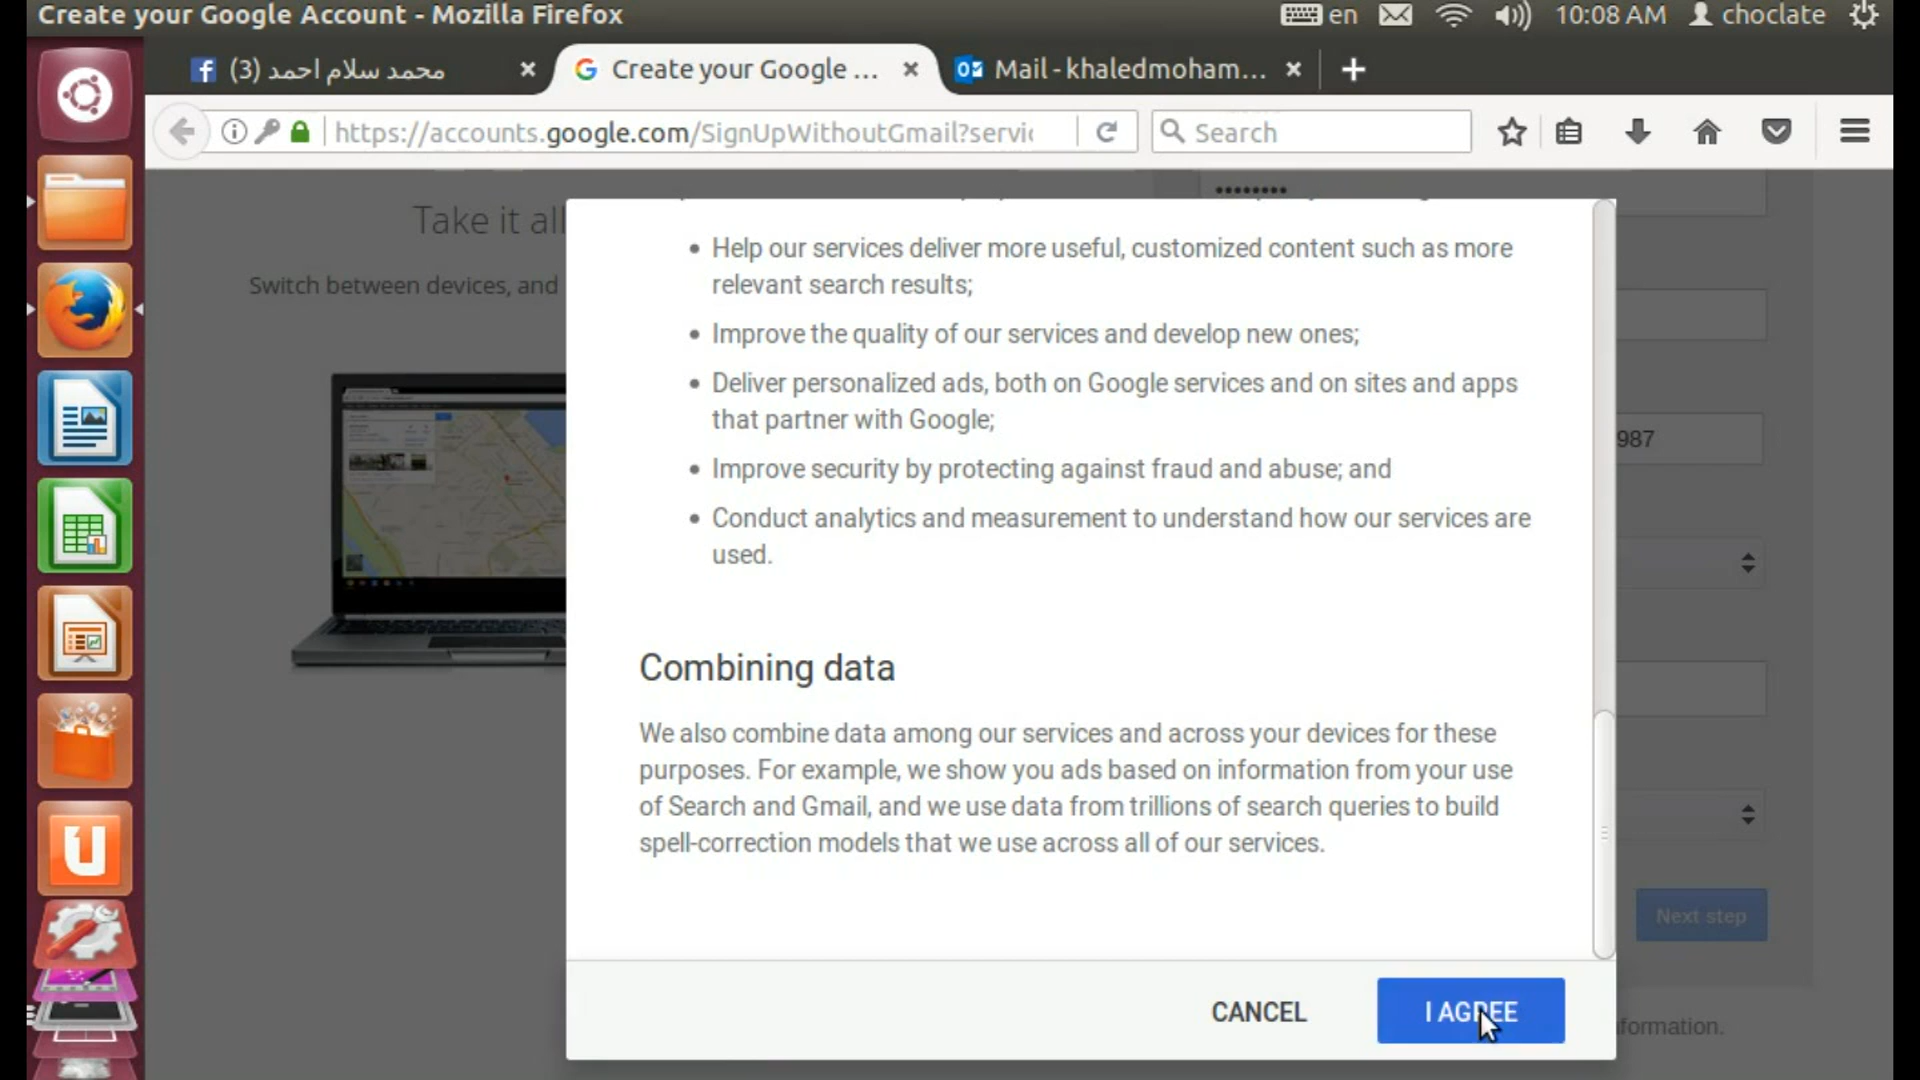 Create your Google Account - Mozilla Firefox
en
10:08 AM
choclate
(3) محمد سلام احمد
Create your Google ...
Mail - khaledmoham...
https://accounts.google.com/SignUpWithoutGmail?servic
Search
Take it all
Switch between devices, and
••••••••
• Help our services deliver more useful, customized content such as more
relevant search results;
• Improve the quality of our services and develop new ones;
• Deliver personalized ads, both on Google services and on sites and apps
that partner with Google;
987
• Improve security by protecting against fraud and abuse; and
• Conduct analytics and measurement to understand how our services are
used.
Combining data
We also combine data among our services and across your devices for these
purposes. For example, we show you ads based on information from your use
of Search and Gmail, and we use data from trillions of search queries to build
spell-correction models that we use across all of our services.
Next step
CANCEL
I AGREE
formation.